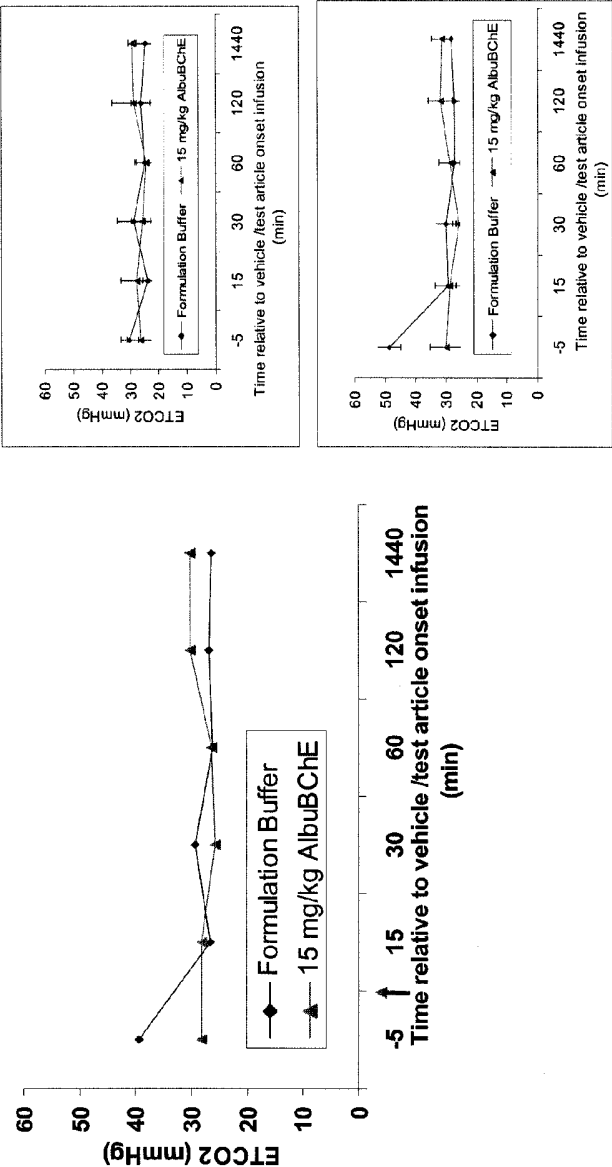 ETCO2 (mmHg)
60
50
40
30
20
10
0
Formulation Buffer
15 mg/kg AlbuBChE
-5
15
30
60
120
1440
Time relative to vehicle /test article onset infusion
(min)
ETCO2 (mmHg)
60
50
40
30
20
10
0
Formulation Buffer
15 mg/kg AlbuBChE
-5
15
30
60
120
1440
Time relative to vehicle /test article onset infusion
(min)
ETCO2 (mmHg)
60
50
40
30
20
10
0
Formulation Buffer
15 mg/kg AlbuBChE
-5
15
30
60
120
1440
Time relative to vehicle /test article onset infusion
(min)